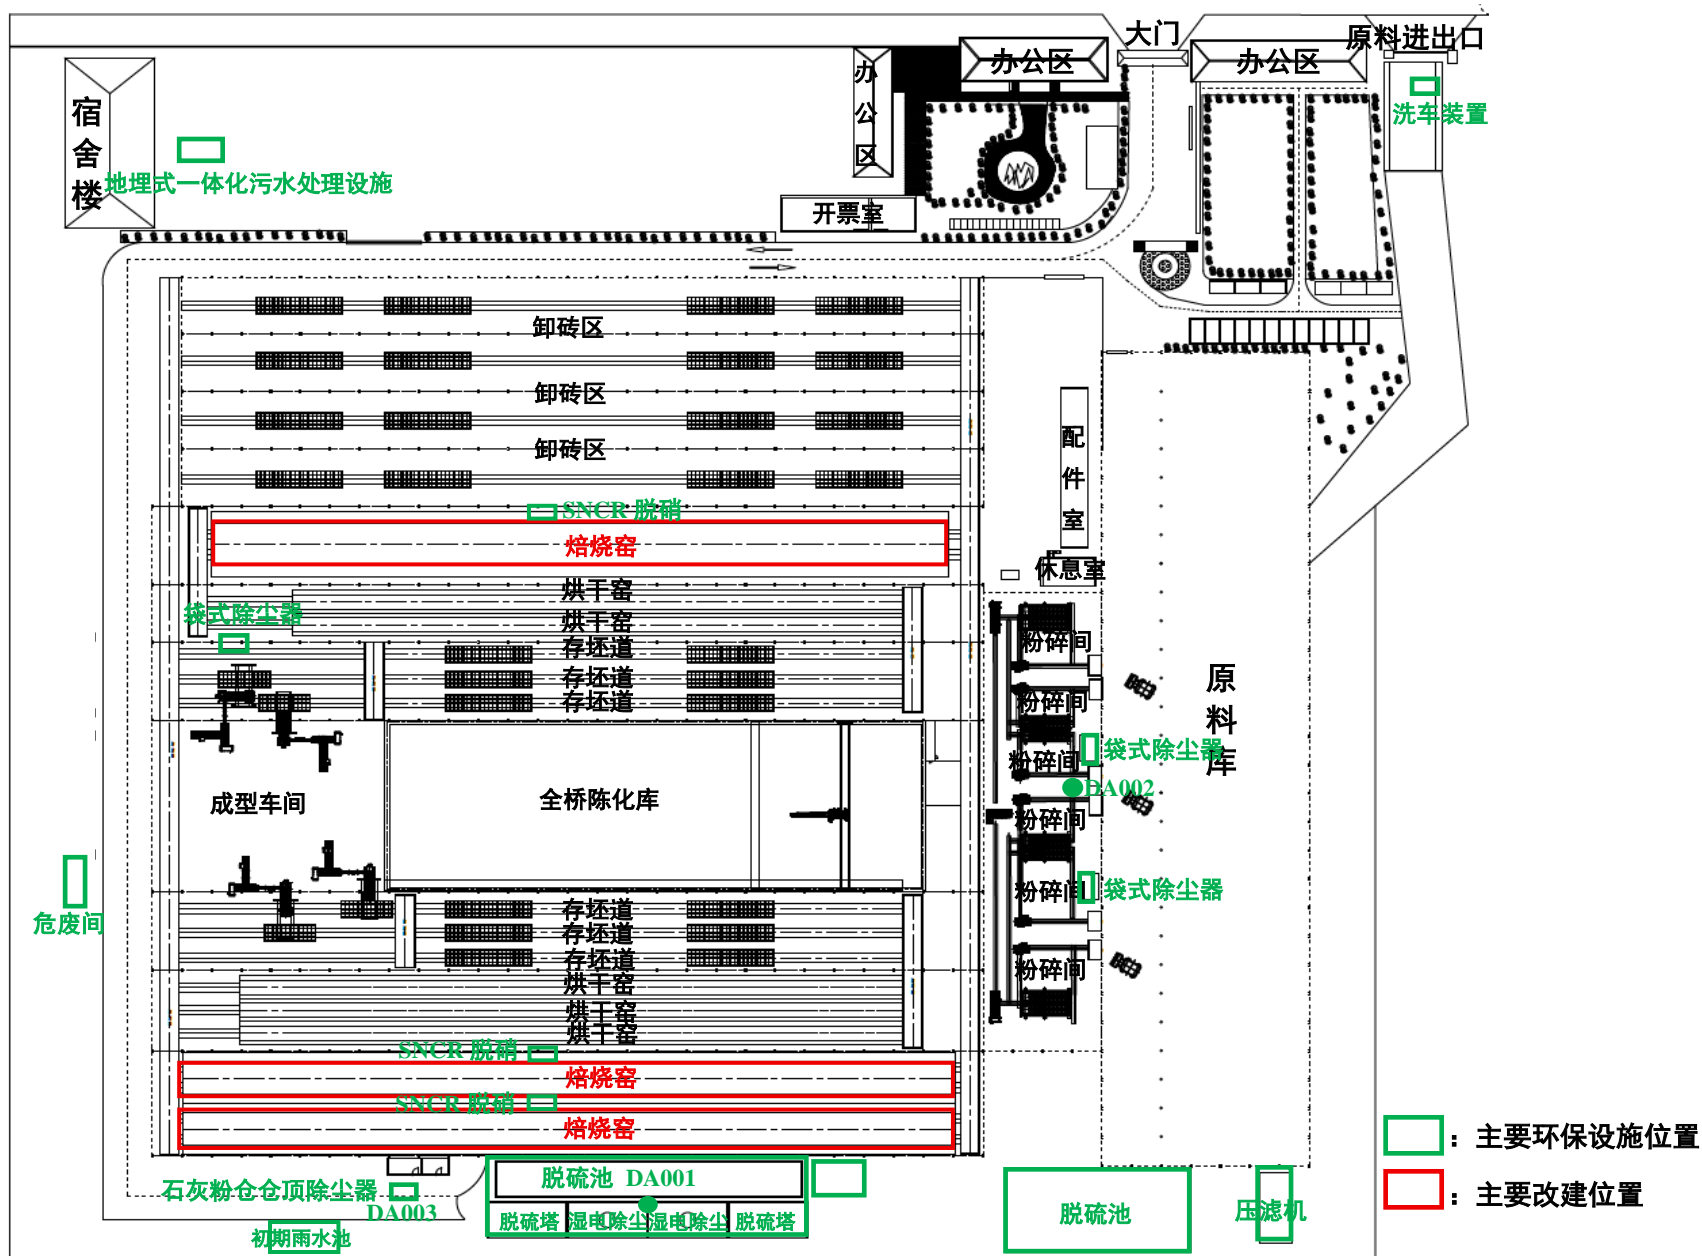 大门
原料进出口
办公区
办公区
办公区
宿舍楼
洗车装置
地埋式一体化污水处理设施
开票室
卸砖区
卸砖区
卸砖区
配件室
SNCR 脱硝
焙烧窑
休息室
烘干窑
烘干窑
袋式除尘器
存坯道
存坯道
存坯道
粉碎间
粉碎间
原料库
袋式除尘器
粉碎间
DA002
成型车间
全桥陈化库
粉碎间
粉碎间
袋式除尘器
危废间
存坯道
存坯道
存坯道
粉碎间
烘干窑
烘干窑
烘干窑
SNCR 脱硝
焙烧窑
SNCR 脱硝
焙烧窑
：主要环保设施位置
脱硫池 DA001
石灰粉仓仓顶除尘器
：主要改建位置
DA003
脱硫塔
湿电除尘
湿电除尘
脱硫塔
脱硫池
压滤机
初期雨水池